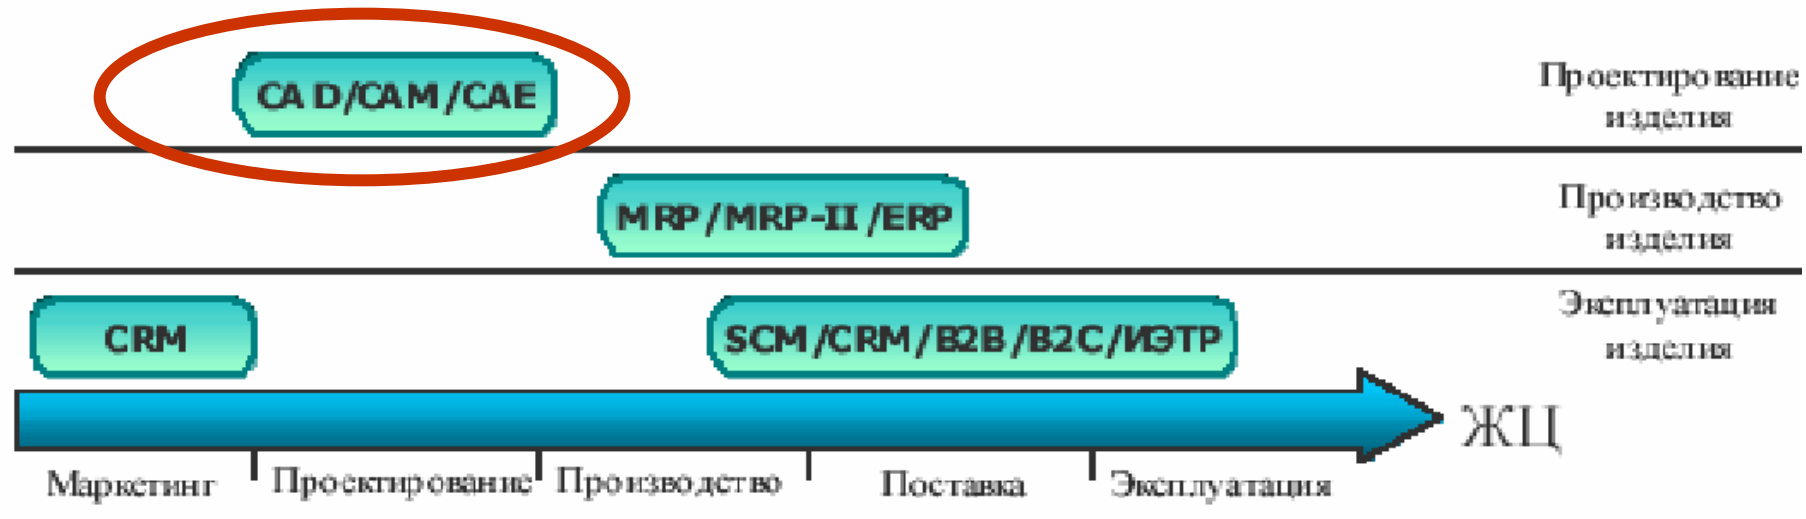 CAD/CAM/CAE
Проектирование
изделия
MRP/MRP-II/ERP
Производство
изделия
Эксплуатация
изделия
CRM
SCM/CRM/B2B/B2C/ИЭТР
ЖЦ
Маркетинг
Проектирование
Производство
Поставка
Эксплуатация